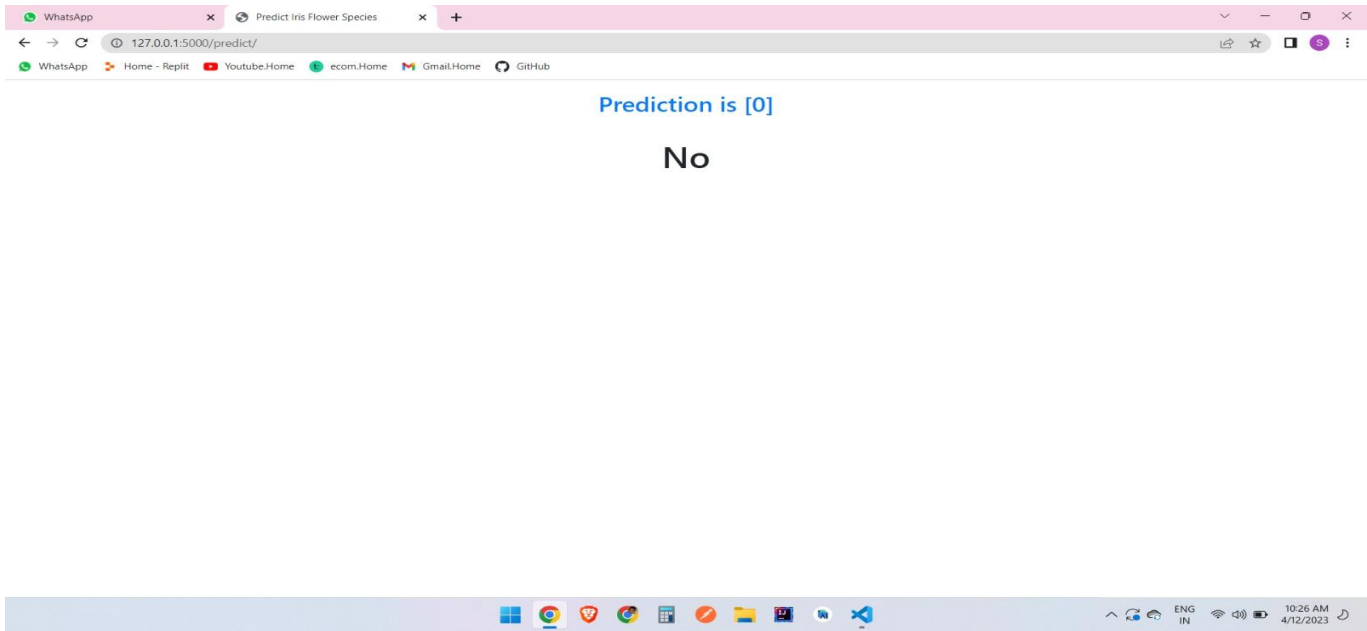 WhatsApp
Predict Iris Flower Species
127.0.0.1:5000/predict/
S
WhatsApp
Home - Replit
Youtube.Home
ecom.Home
Gmail.Home
GitHub
Prediction is [0]
No
ENG
IN
10:26 AM
4/12/2023